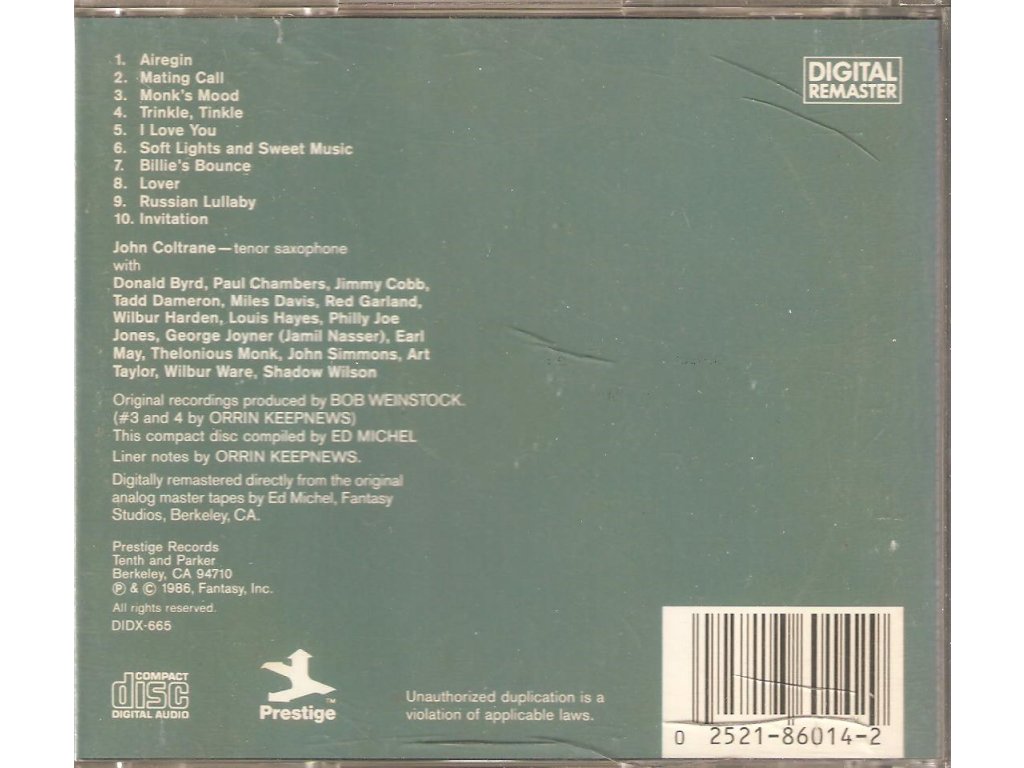 1. Airegin
2. Mating Call
3. Monk's Mood
4. Trinkle, Tinkle
5. I Love You
6. Soft Lights and Sweet Music
7. Billie's Bounce
8. Lover
9. Russian Lullaby
10. Invitation
DIGITAL
REMASTER
John Coltrane—tenor saxophone
with
Donald Byrd, Paul Chambers, Jimmy Cobb,
Tadd Dameron, Miles Davis, Red Garland,
Wilbur Harden, Louis Hayes, Philly Joe
Jones, George Joyner (Jamil Nasser), Earl
May, Thelonious Monk, John Simmons, Art
Taylor, Wilbur Ware, Shadow Wilson
Original recordings produced by BOB WEINSTOCK.
(#3 and 4 by ORRIN KEEPNEWS)
This compact disc compiled by ED MICHEL
Liner notes by ORRIN KEEPNEWS.
Digitally remastered directly from the original
analog master tapes by Ed Michel, Fantasy
Studios, Berkeley, CA.
Prestige Records
Tenth and Parker
Berkeley, CA 94710
℗ & © 1986, Fantasy, Inc.
All rights reserved.
DIDX-665
COMPACT
disc
DIGITAL AUDIO
™
Prestige
Unauthorized duplication is a
violation of applicable laws.
0 2521-86014-2